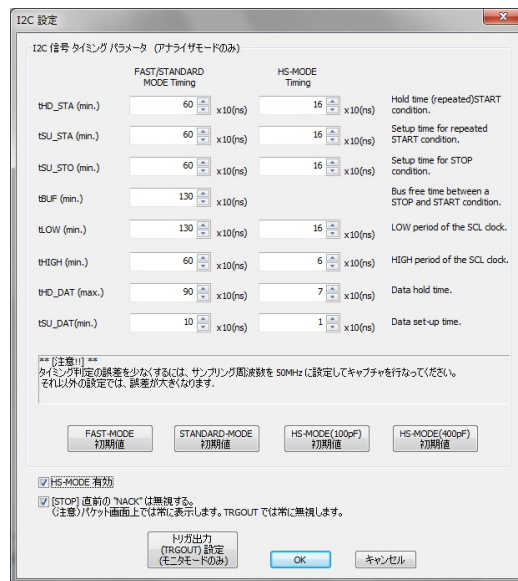 I2C 設定
I2C 信号 タイミング パラメータ (アナライザモードのみ)
FAST/STANDARD
MODE Timing
HS-MODE
Timing
tHD_STA (min.) 60 x10(ns) 16 x10(ns) Hold time (repeated)START
condition.
tSU_STA (min.) 60 x10(ns) 16 x10(ns) Setup time for repeated
START condition.
tSU_STO (min.) 60 x10(ns) 16 x10(ns) Setup time for STOP
condition.
tBUF (min.) 130 x10(ns) Bus free time between a
STOP and START condition.
tLOW (min.) 130 x10(ns) 16 x10(ns) LOW period of the SCL clock.
tHIGH (min.) 60 x10(ns) 6 x10(ns) HIGH period of the SCL clock.
tHD_DAT (max.) 90 x10(ns) 7 x10(ns) Data hold time.
tSU_DAT(min.) 10 x10(ns) 1 x10(ns) Data set-up time.
** [注意!!] **
タイミング判定の誤差を少なくするには、サンプリング周波数を 50MHz に設定してキャプチャを行なってください。
それ以外の設定では、誤差が大きくなります.
FAST-MODE
初期値
STANDARD-MODE
初期値
HS-MODE(100pF)
初期値
HS-MODE(400pF)
初期値
HS-MODE 有効
[STOP] 直前の "NACK" は無視する。
(注意)パケット画面上では常に表示します。TRGOUT では常に無視します。
トリガ出力
(TRGOUT) 設定
(モニタモードのみ)
OK
キャンセル